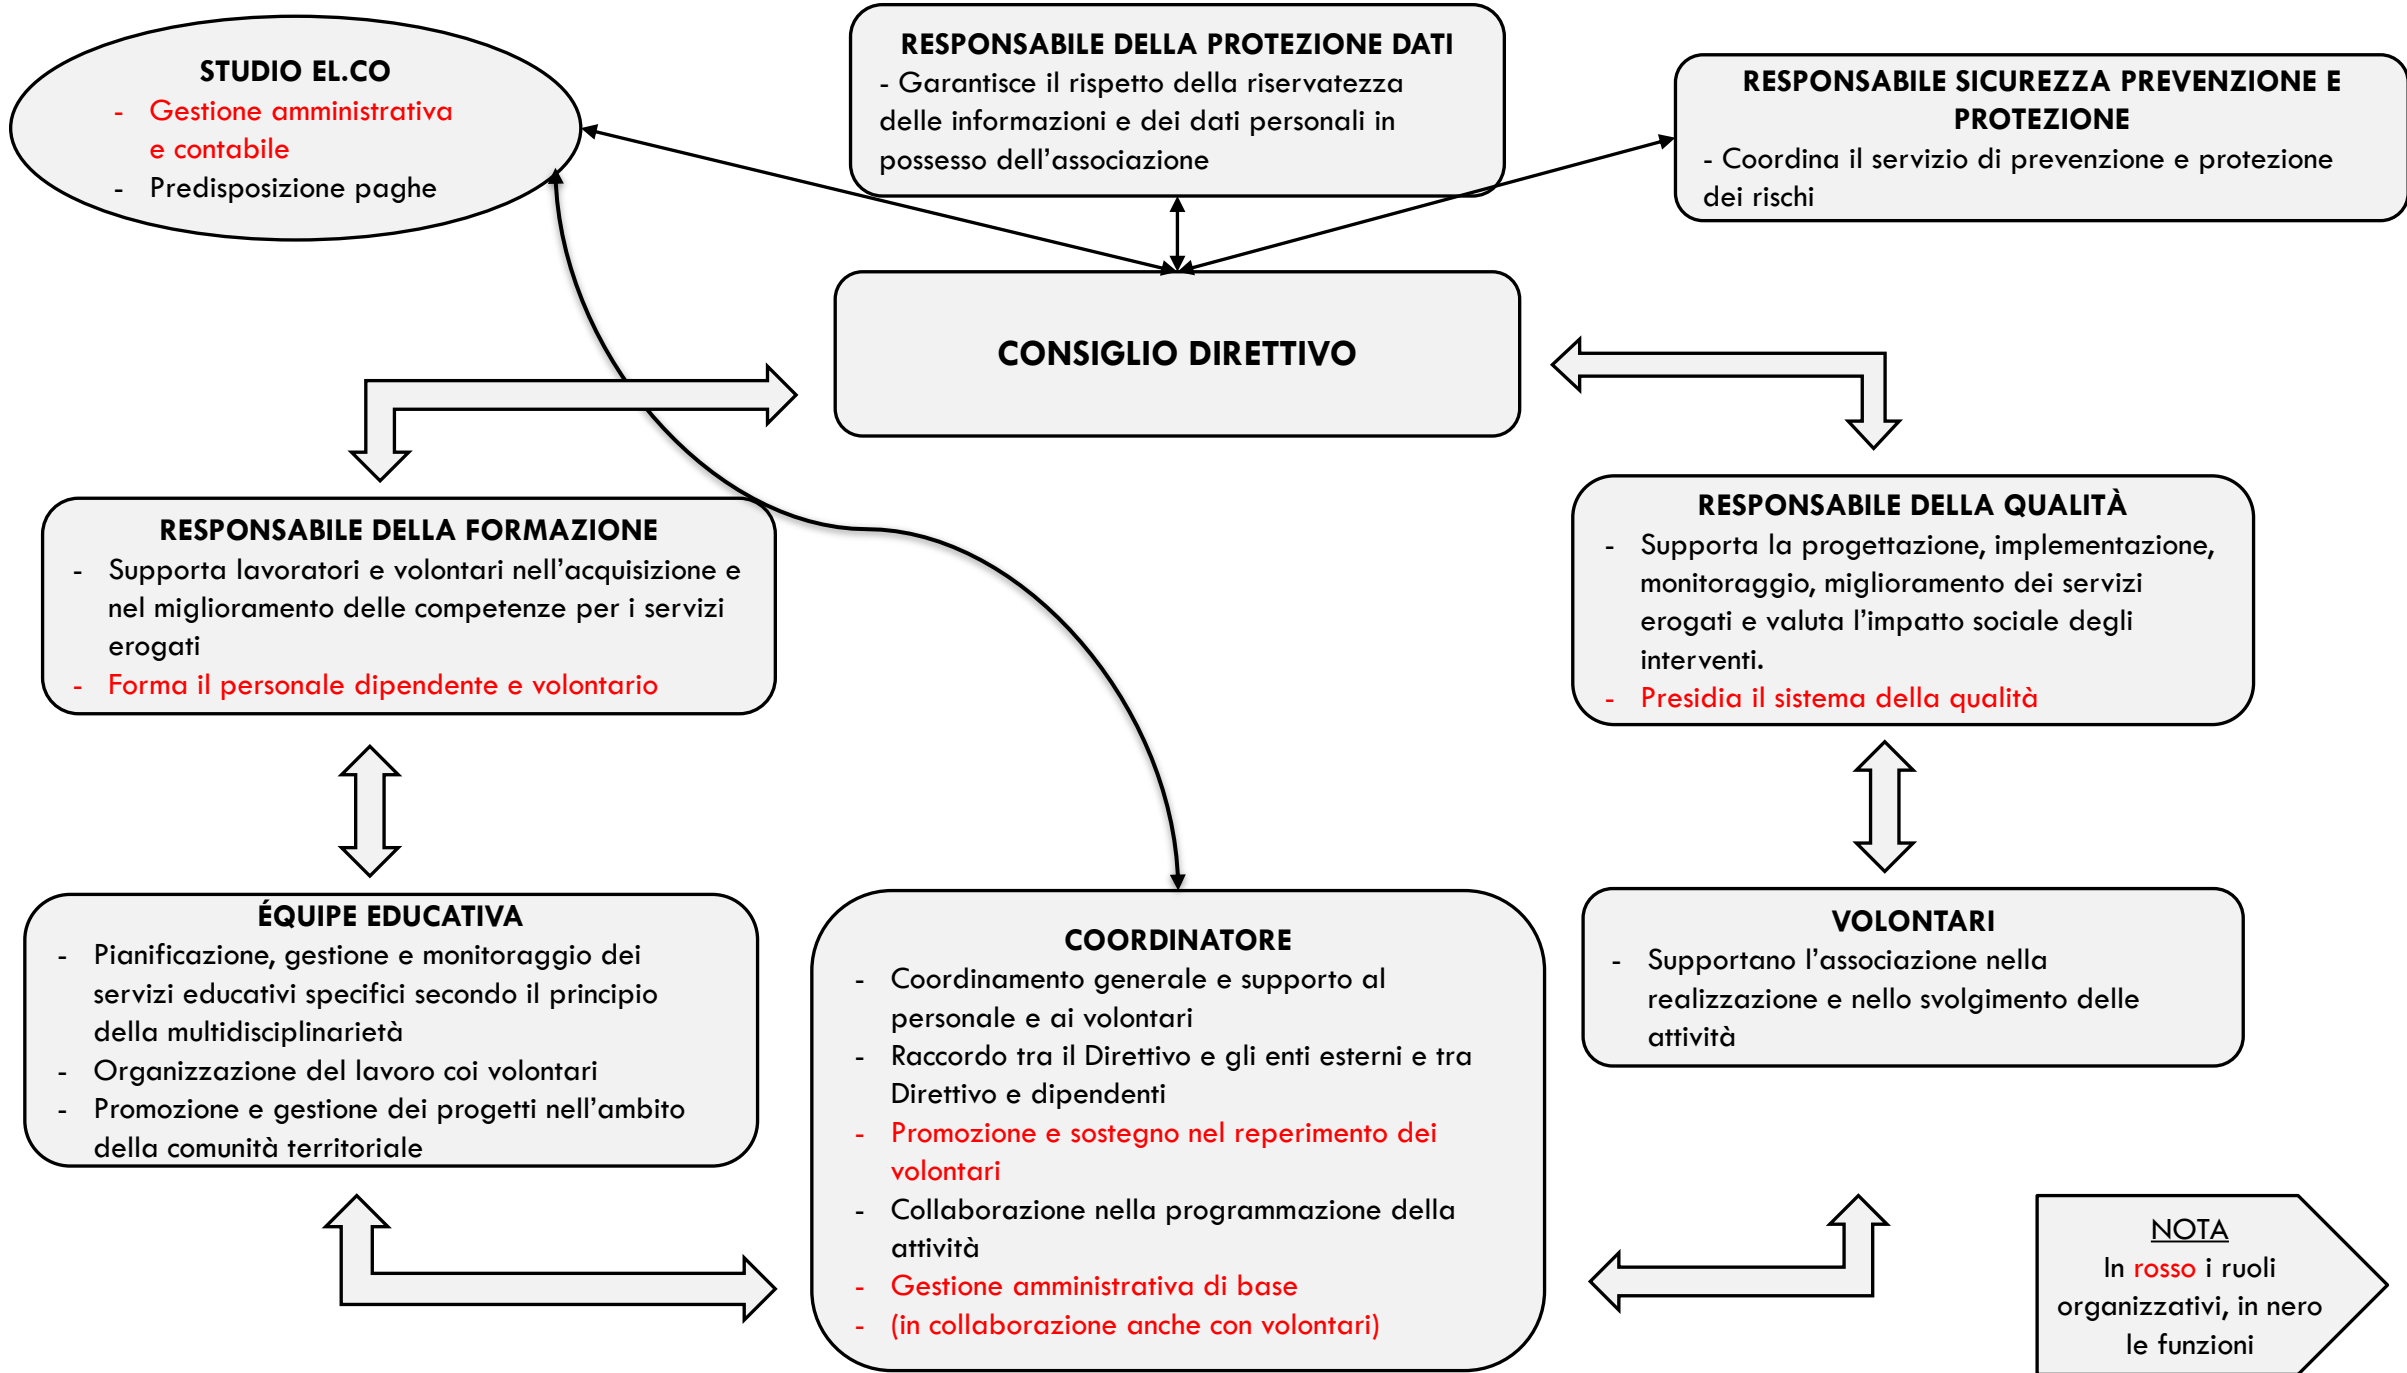 STUDIO EL.CO
- Gestione amministrativa
e contabile
- Predisposizione paghe
RESPONSABILE DELLA PROTEZIONE DATI
- Garantisce il rispetto della riservatezza
delle informazioni e dei dati personali in
possesso dell’associazione
RESPONSABILE SICUREZZA PREVENZIONE E
PROTEZIONE
- Coordina il servizio di prevenzione e protezione
dei rischi
CONSIGLIO DIRETTIVO
RESPONSABILE DELLA FORMAZIONE
- Supporta lavoratori e volontari nell’acquisizione e
nel miglioramento delle competenze per i servizi
erogati
- Forma il personale dipendente e volontario
RESPONSABILE DELLA QUALITÀ
- Supporta la progettazione, implementazione,
monitoraggio, miglioramento dei servizi
erogati e valuta l’impatto sociale degli
interventi.
- Presidia il sistema della qualità
ÉQUIPE EDUCATIVA
- Pianificazione, gestione e monitoraggio dei
servizi educativi specifici secondo il principio
della multidisciplinarietà
- Organizzazione del lavoro coi volontari
- Promozione e gestione dei progetti nell’ambito
della comunità territoriale
COORDINATORE
- Coordinamento generale e supporto al
personale e ai volontari
- Raccordo tra il Direttivo e gli enti esterni e tra
Direttivo e dipendenti
- Promozione e sostegno nel reperimento dei
volontari
- Collaborazione nella programmazione della
attività
- Gestione amministrativa di base
- (in collaborazione anche con volontari)
VOLONTARI
- Supportano l’associazione nella
realizzazione e nello svolgimento delle
attività
NOTA
In rosso i ruoli
organizzativi, in nero
le funzioni